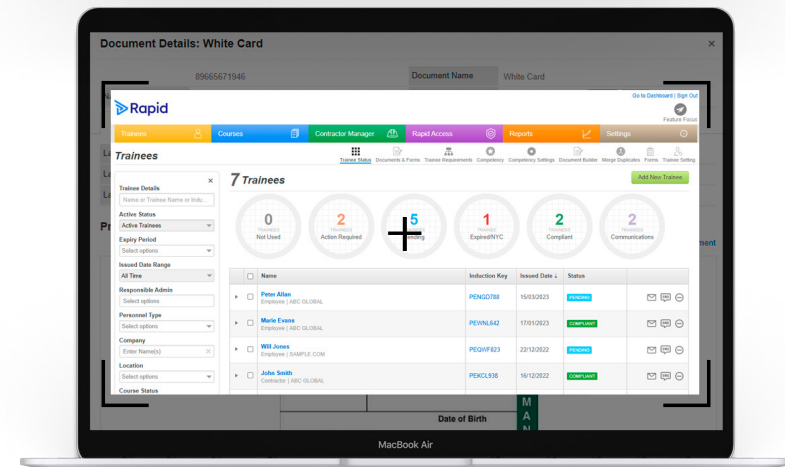 Document Details: White Card ×
89665671946 Document Name White Card
Rapid
Go to Dashboard | Sign Out
Feature Focus
Trainees Courses Contractor Manager Rapid Access Reports Settings
Trainees
Trainee Status Documents & Forms Trainee Requirements Competency Competency Settings Document Builder Merge Duplicates Forms Trainee Setting
×
Trainee Details
Name or Trainee Name or Indu...
Active Status
Active Trainees
Expiry Period
Select options
Issued Date Range
All Time
Responsible Admin
Select options
Personnel Type
Select options
Company
Enter Name(s) ×
Location
Select options
Course Status
7 Trainees
Add New Trainee
0 2 5 1 2 2
TRAINEES TRAINEES TRAINEES TRAINEES TRAINEES
Not Used Action Required Expired/NYC Compliant Communications
Name Induction Key Issued Date ↓ Status
Peter Allan PENGD788 15/03/2023 PENDING
Employee | ABC GLOBAL
Marie Evans PEWNL642 17/01/2023 COMPLIANT
Employee | ABC GLOBAL
Will Jones PEQWF823 22/12/2022 PENDING
Employee | SAMPLE.COM
John Smith PEKCL938 16/12/2022 COMPLIANT
Contractor | ABC GLOBAL
Date of Birth
M
A
N
MacBook Air